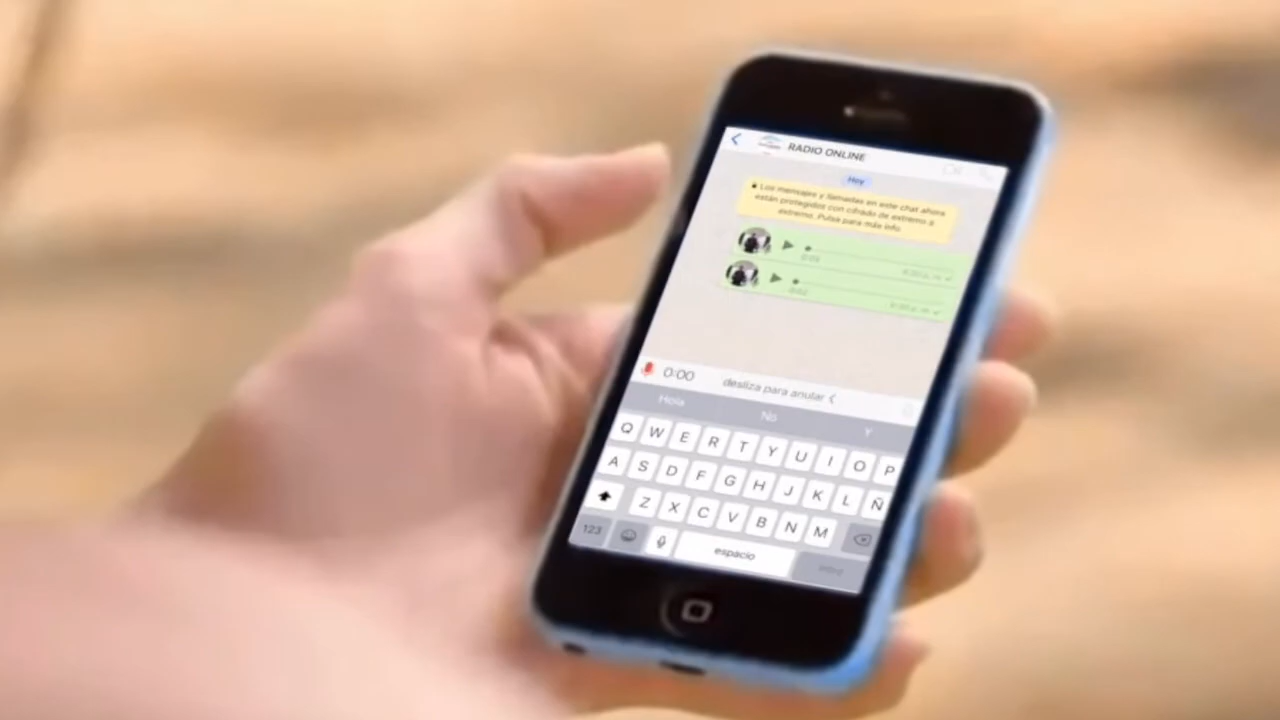 RADIO ONLINE
Hoy
Los mensajes y llamadas en este chat ahora
están protegidos con cifrado de extremo a
extremo. Pulsa para más info.
0:00 desliza para anular <
Hola No Y
Q W E R T Y U I O P
A S D F G H J K L Ñ
Z X C V B N M
123 espacio